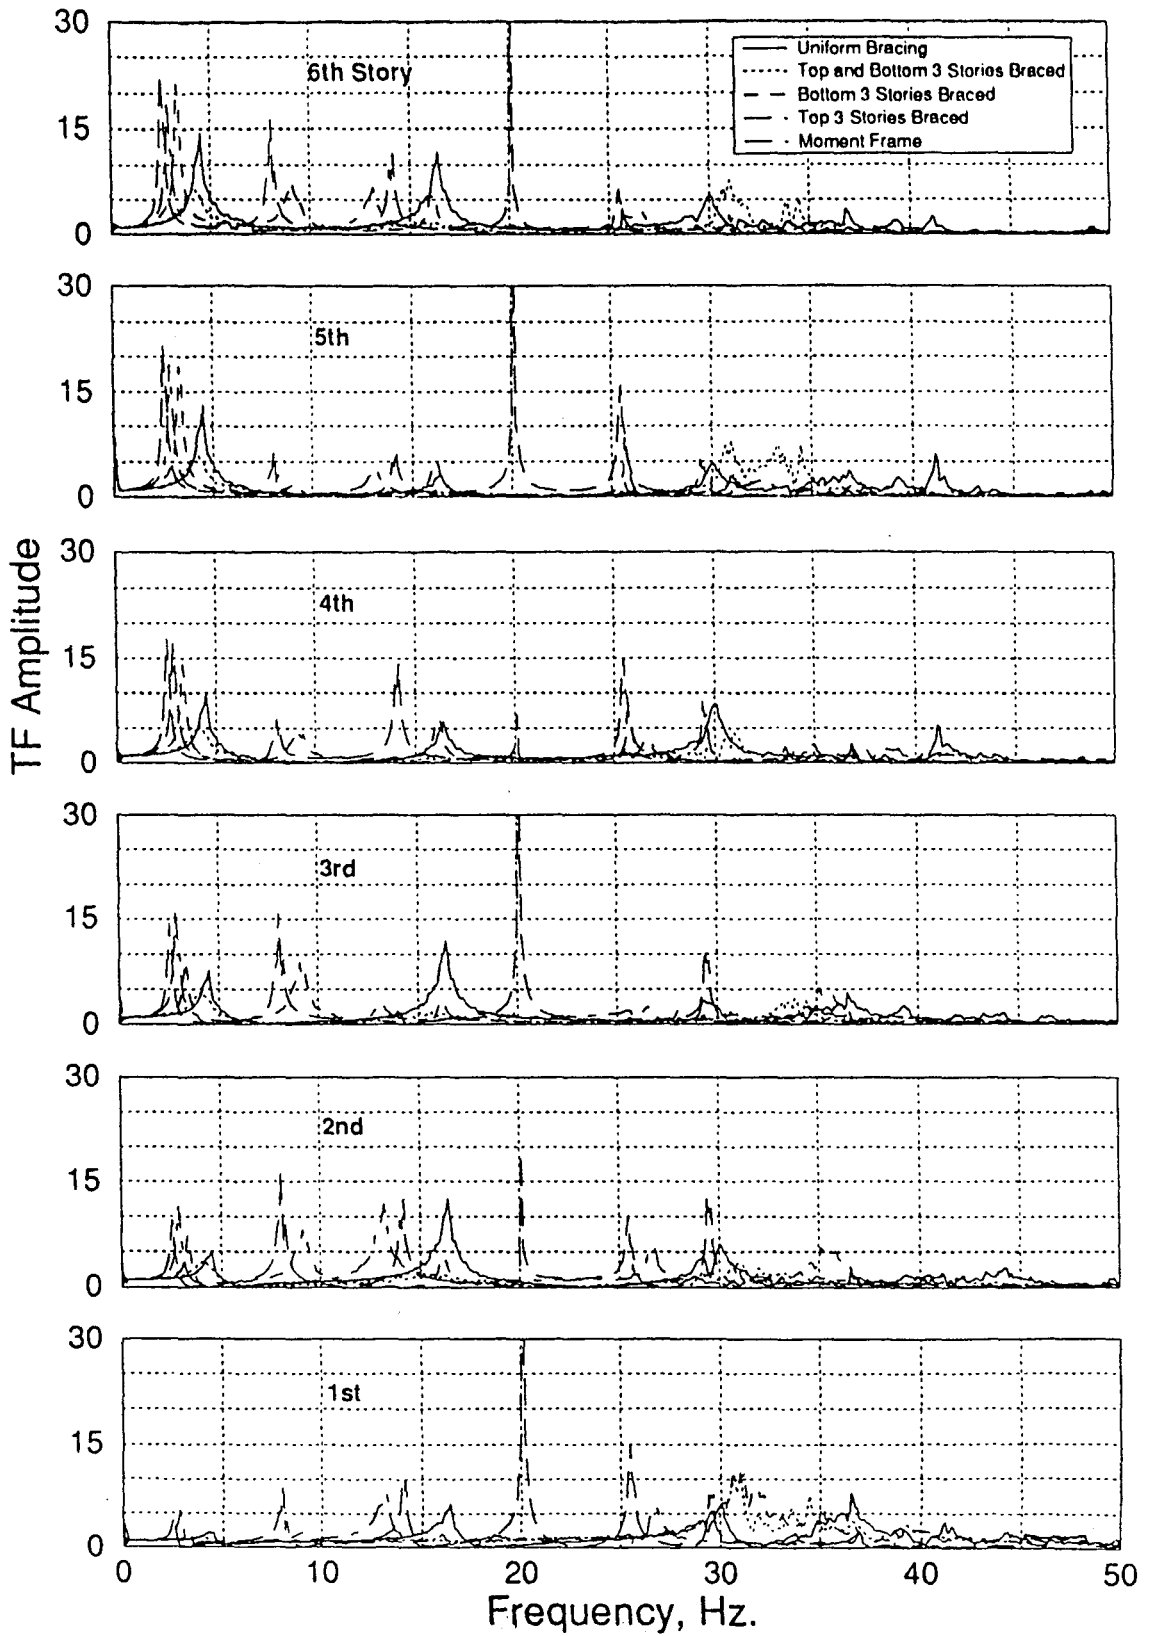 30
6th Story
Uniform Bracing
Top and Bottom 3 Stories Braced
Bottom 3 Stories Braced
Top 3 Stories Braced
Moment Frame
15
0
30
5th
15
0
TF Amplitude
30
4th
15
0
30
3rd
15
0
30
2nd
15
0
30
1st
15
0
0 10 20 30 40 50
Frequency, Hz.